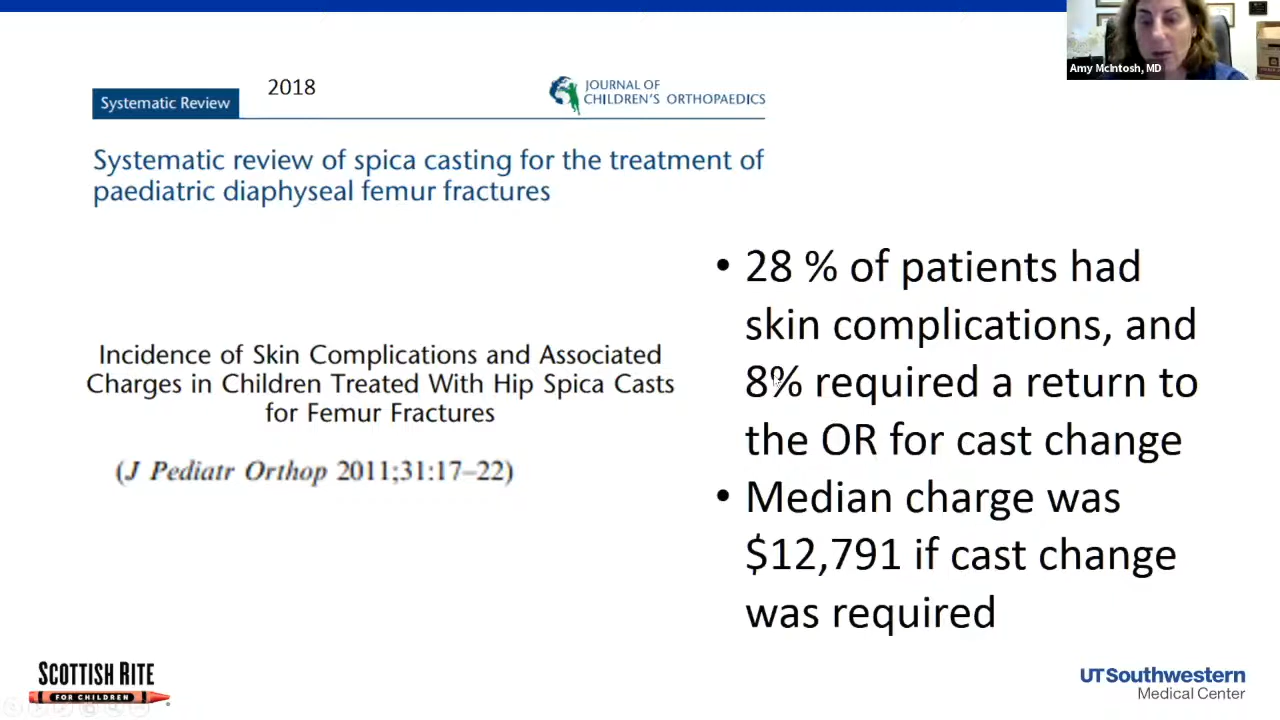 Amy McIntosh, MD
2018
Systematic Review
JOURNAL OF
CHILDREN'S ORTHOPAEDICS
Systematic review of spica casting for the treatment of
paediatric diaphyseal femur fractures
Incidence of Skin Complications and Associated
Charges in Children Treated With Hip Spica Casts
for Femur Fractures
(J Pediatr Orthop 2011;31:17–22)
• 28 % of patients had
skin complications, and
8% required a return to
the OR for cast change
• Median charge was
$12,791 if cast change
was required
SCOTTISH RITE
FOR CHILDREN
UTSouthwestern
Medical Center